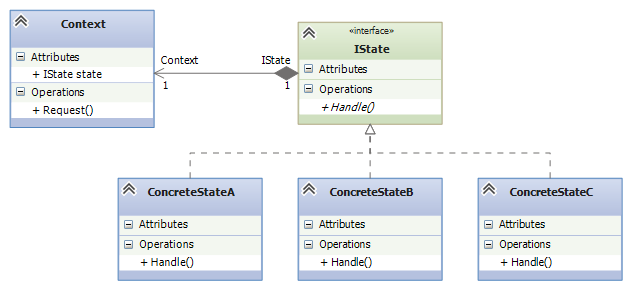 Context
Attributes
+ IState state
Operations
+ Request()
Context
1
IState
1
«interface»
IState
Attributes
Operations
+ Handle()
ConcreteStateA
Attributes
Operations
+ Handle()
ConcreteStateB
Attributes
Operations
+ Handle()
ConcreteStateC
Attributes
Operations
+ Handle()